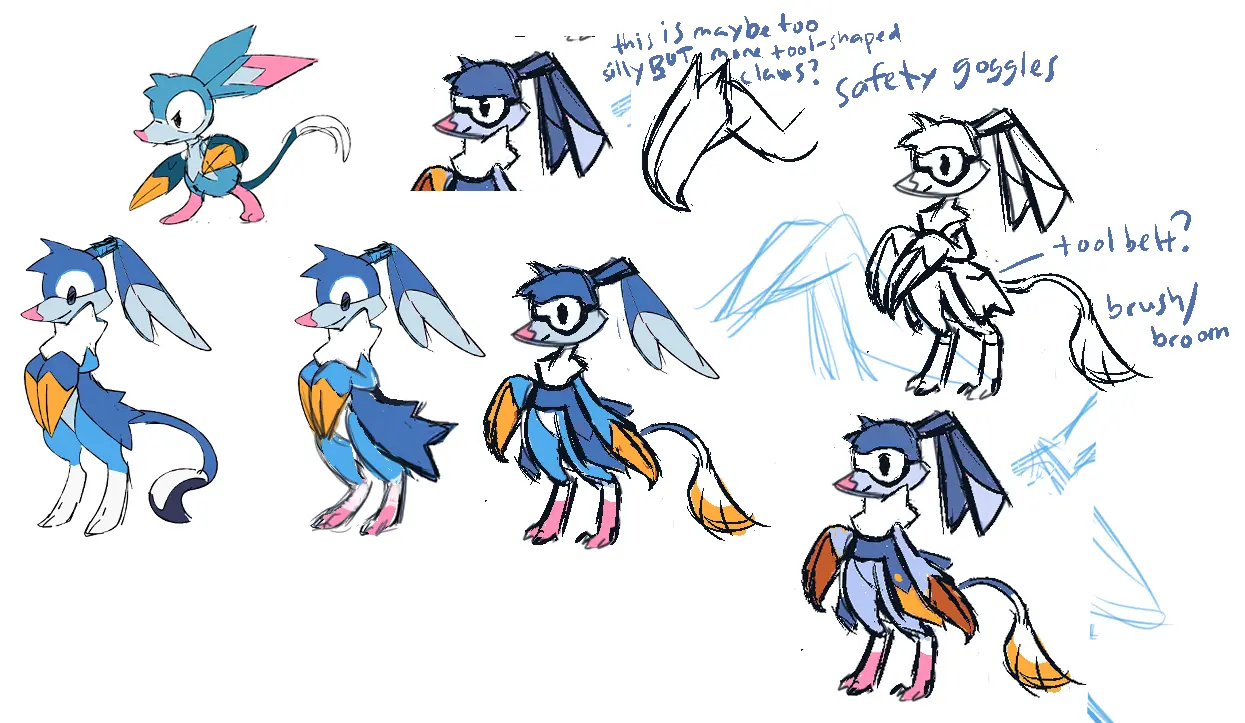 this is maybe too
silly BUT more tool-shaped
claws?
safety goggles
tool belt?
brush/
broom